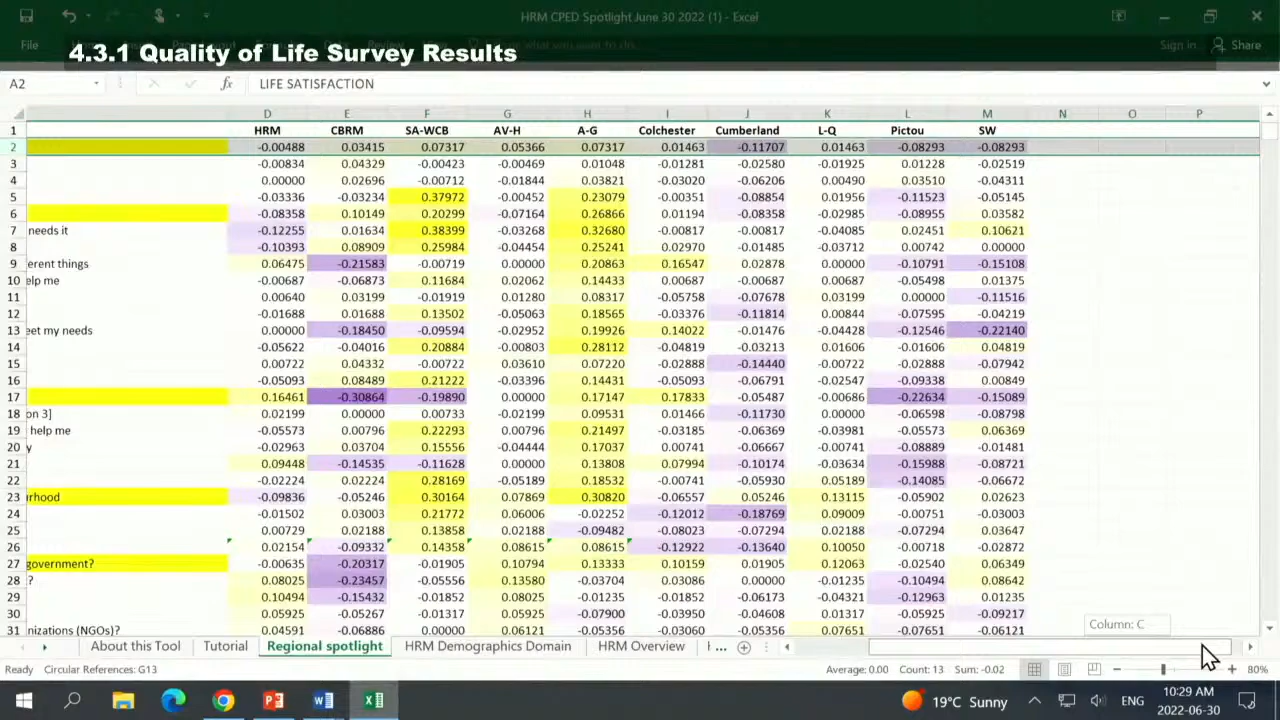 HRM CPED Spotlight June 30 2022 (1) - Excel
File
Sign in
Share
4.3.1 Quality of Life Survey Results
A2 fx LIFE SATISFACTION
D E F G H I J K L M N O P
1 HRM CBRM SA-WCB AV-H A-G Colchester Cumberland L-Q Pictou SW
2 -0.00488 0.03415 0.07317 0.05366 0.07317 0.01463 -0.11707 0.01463 -0.08293 -0.08293
3 -0.00834 0.04329 -0.00423 -0.00469 0.01048 -0.01281 -0.02580 -0.01925 0.01228 -0.02519
4 0.00000 0.02696 -0.00712 -0.01844 0.03821 -0.03020 -0.06206 0.00490 0.03510 -0.04311
5 -0.03336 -0.03234 0.37972 -0.00452 0.23079 -0.00351 -0.08854 0.01956 -0.11523 -0.05145
6 -0.08358 0.10149 0.20299 -0.07164 0.26866 0.01194 -0.08358 -0.02985 -0.08955 0.03582
7 needs it -0.12255 0.01634 0.38399 -0.03268 0.32680 -0.00817 -0.00817 -0.04085 0.02451 0.10621
8 -0.10393 0.08909 0.25984 -0.04454 0.25241 0.02970 -0.01485 -0.03712 0.00742 0.00000
9 erent things 0.06475 -0.21583 -0.00719 0.00000 0.20863 0.16547 0.02878 0.00000 -0.10791 -0.15108
10 elp me -0.00687 -0.06873 0.11684 0.02062 0.14433 0.00687 -0.00687 0.00687 -0.05498 0.01375
11 0.00640 0.03199 -0.01919 0.01280 0.08317 -0.05758 -0.07678 0.03199 0.00000 -0.11516
12 -0.01688 0.01688 0.13502 -0.05063 0.18565 -0.03376 -0.11814 0.00844 -0.07595 -0.04219
13 eet my needs 0.00000 -0.18450 -0.09594 -0.02952 0.19926 0.14022 -0.01476 -0.04428 -0.12546 -0.22140
14 -0.05622 -0.04016 0.20884 -0.00803 0.28112 -0.04819 -0.03213 0.01606 -0.01606 0.04819
15 0.00722 0.04332 -0.00722 0.03610 0.07220 -0.02888 -0.14440 -0.00722 -0.02888 -0.07942
16 -0.05093 0.08489 0.21222 -0.03396 0.14431 -0.05093 -0.06791 -0.02547 -0.09338 0.00849
17 0.16461 -0.30864 -0.19890 0.00000 0.17147 0.17833 -0.05487 -0.00686 -0.22634 -0.15089
18 on 3] 0.02199 0.00000 0.00733 -0.02199 0.09531 0.01466 -0.11730 0.00000 -0.06598 -0.08798
19 help me -0.05573 0.00796 0.22293 0.00796 0.21497 -0.03185 -0.06369 -0.03981 -0.05573 0.06369
20 y -0.02963 0.03704 0.15556 -0.04444 0.17037 0.00741 -0.06667 -0.00741 -0.08889 -0.01481
21 0.09448 -0.14535 -0.11628 0.00000 0.13808 0.07994 -0.10174 -0.03634 -0.15988 -0.08721
22 -0.02224 0.02224 0.28169 -0.05189 0.18532 -0.00741 -0.05930 0.05189 -0.14085 -0.06672
23 rhood -0.09836 -0.05246 0.30164 0.07869 0.30820 -0.06557 0.05246 0.13115 -0.05902 0.02623
24 -0.01502 0.03003 0.21772 0.06006 -0.02252 -0.12012 -0.18769 0.09009 -0.00751 -0.03003
25 0.00729 0.02188 0.13858 0.02188 -0.09482 -0.08023 -0.07294 0.02188 -0.07294 0.03647
26 0.02154 -0.09332 0.14358 0.08615 0.08615 -0.12922 -0.13640 0.10050 -0.00718 -0.02872
27 government? -0.00635 -0.20317 -0.01905 0.10794 0.13333 0.10159 0.01905 0.12063 -0.02540 0.06349
28 ? 0.08025 -0.23457 -0.05556 0.13580 -0.03704 0.03086 0.00000 -0.01235 -0.10494 0.08642
29 0.10494 -0.15432 -0.01852 0.08025 -0.01235 -0.01852 -0.06173 -0.04321 -0.12963 0.01235
30 0.05925 -0.05267 -0.01317 0.05925 -0.07900 -0.03950 -0.04608 0.01317 -0.05925 -0.09217
31 nizations (NGOs)? 0.04591 -0.06886 0.00000 0.06121 -0.05356 -0.03060 -0.05356 0.07651 -0.07651 -0.06121
Column: C
About this Tool Tutorial Regional spotlight HRM Demographics Domain HRM Overview ...
Ready Circular References: G13 Average: 0.00 Count: 13 Sum: -0.02 80%
19°C Sunny ENG 10:29 AM
2022-06-30